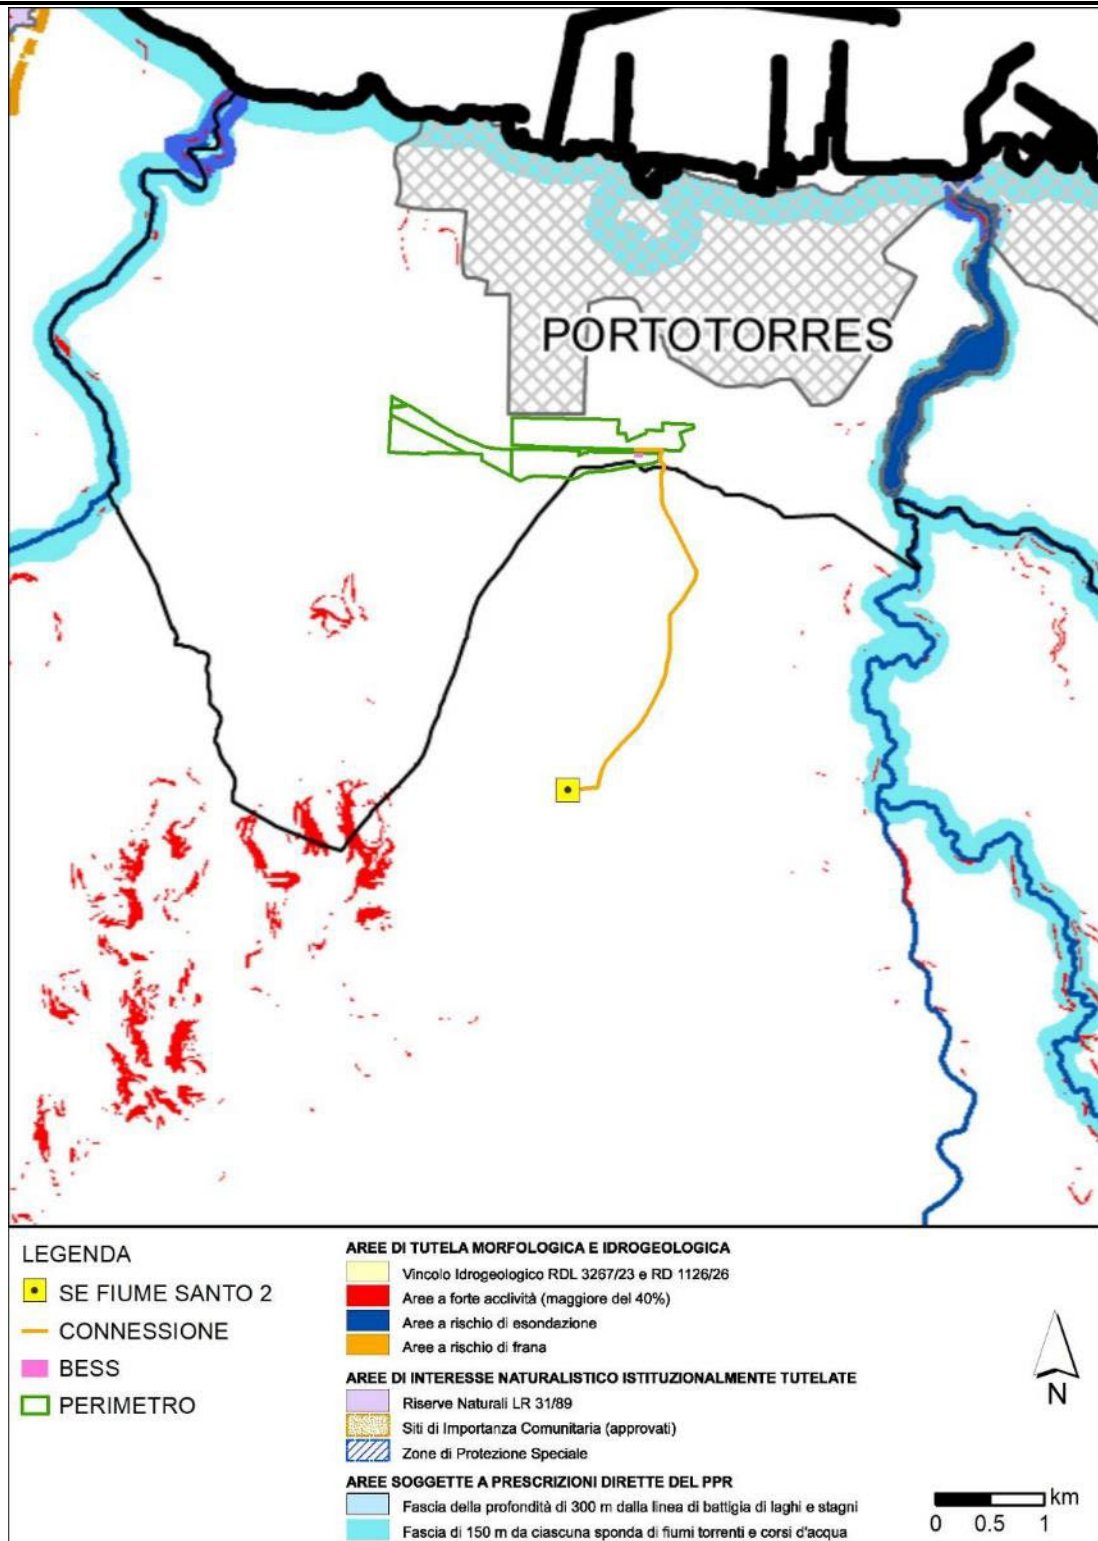 PORTOTORRES
LEGENDA
SE FIUME SANTO 2
CONNESSIONE
BESS
PERIMETRO
AREE DI TUTELA MORFOLOGICA E IDROGEOLOGICA
Vincolo Idrogeologico RDL 3267/23 e RD 1126/26
Aree a forte acclività (maggiore del 40%)
Aree a rischio di esondazione
Aree a rischio di frana
AREE DI INTERESSE NATURALISTICO ISTITUZIONALMENTE TUTELATE
Riserve Naturali LR 31/89
Siti di Importanza Comunitaria (approvati)
Zone di Protezione Speciale
AREE SOGGETTE A PRESCRIZIONI DIRETTE DEL PPR
Fascia della profondità di 300 m dalla linea di battigia di laghi e stagni
Fascia di 150 m da ciascuna sponda di fiumi torrenti e corsi d'acqua
N
km
0 0.5 1